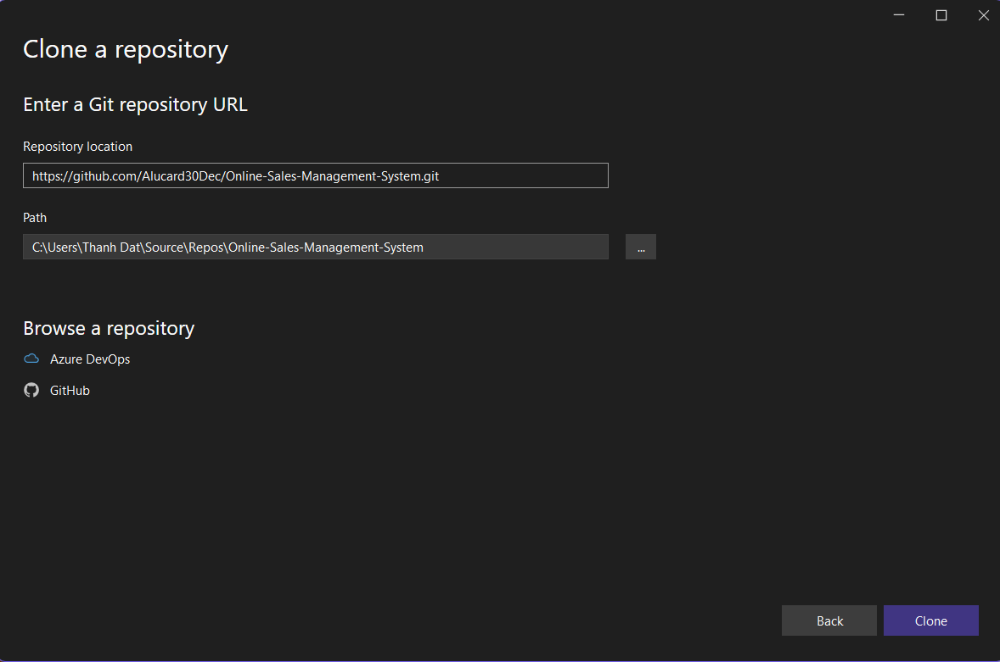 Clone a repository
Enter a Git repository URL
Repository location
https://github.com/Alucard30Dec/Online-Sales-Management-System.git
Path
C:\Users\Thanh Dat\Source\Repos\Online-Sales-Management-System
...
Browse a repository
Azure DevOps
GitHub
Back
Clone